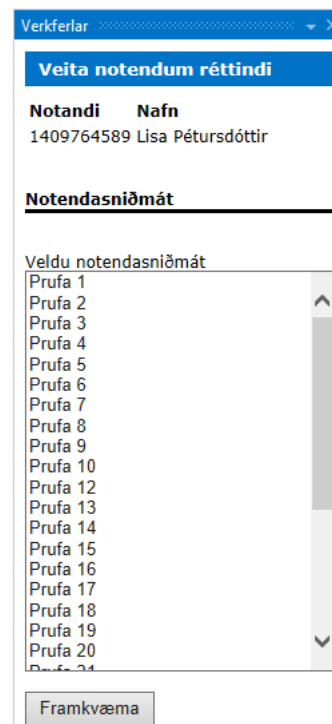 Verkferlar
Veita notendum réttindi
Notandi Nafn
1409764589 Lisa Pétursdóttir
Notendasniðmát
Veldu notendasniðmát
Prufa 1
Prufa 2
Prufa 3
Prufa 4
Prufa 5
Prufa 6
Prufa 7
Prufa 8
Prufa 9
Prufa 10
Prufa 12
Prufa 13
Prufa 14
Prufa 15
Prufa 16
Prufa 17
Prufa 18
Prufa 19
Prufa 20
Prufa 21
Framkvæma